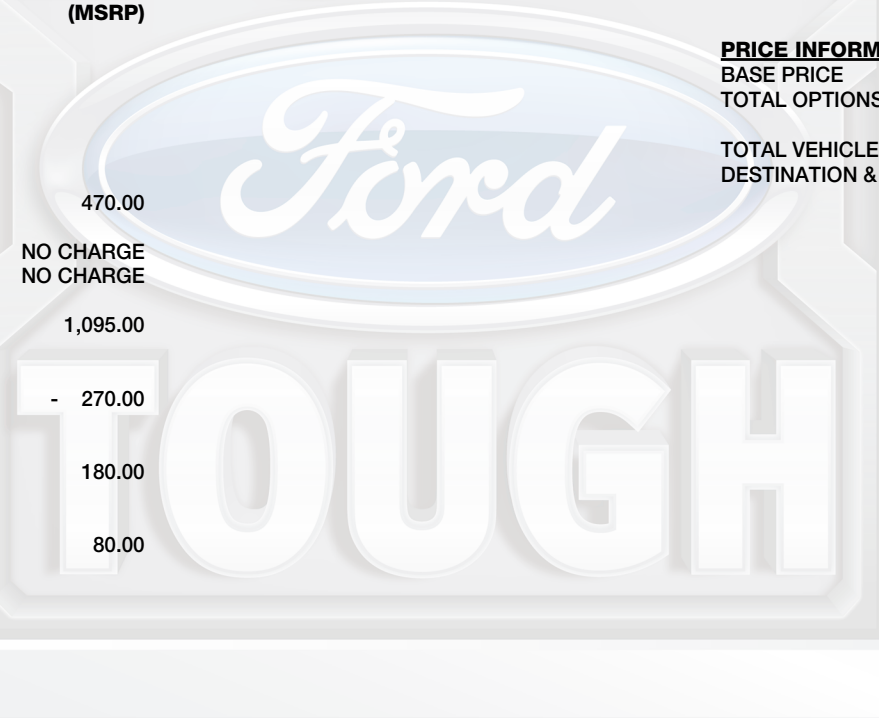 (MSRP)
470.00
NO CHARGE
NO CHARGE
1,095.00
- 270.00
180.00
80.00
PRICE INFORM
BASE PRICE
TOTAL OPTIONS
TOTAL VEHICLE
DESTINATION &
Ford
TOUGH